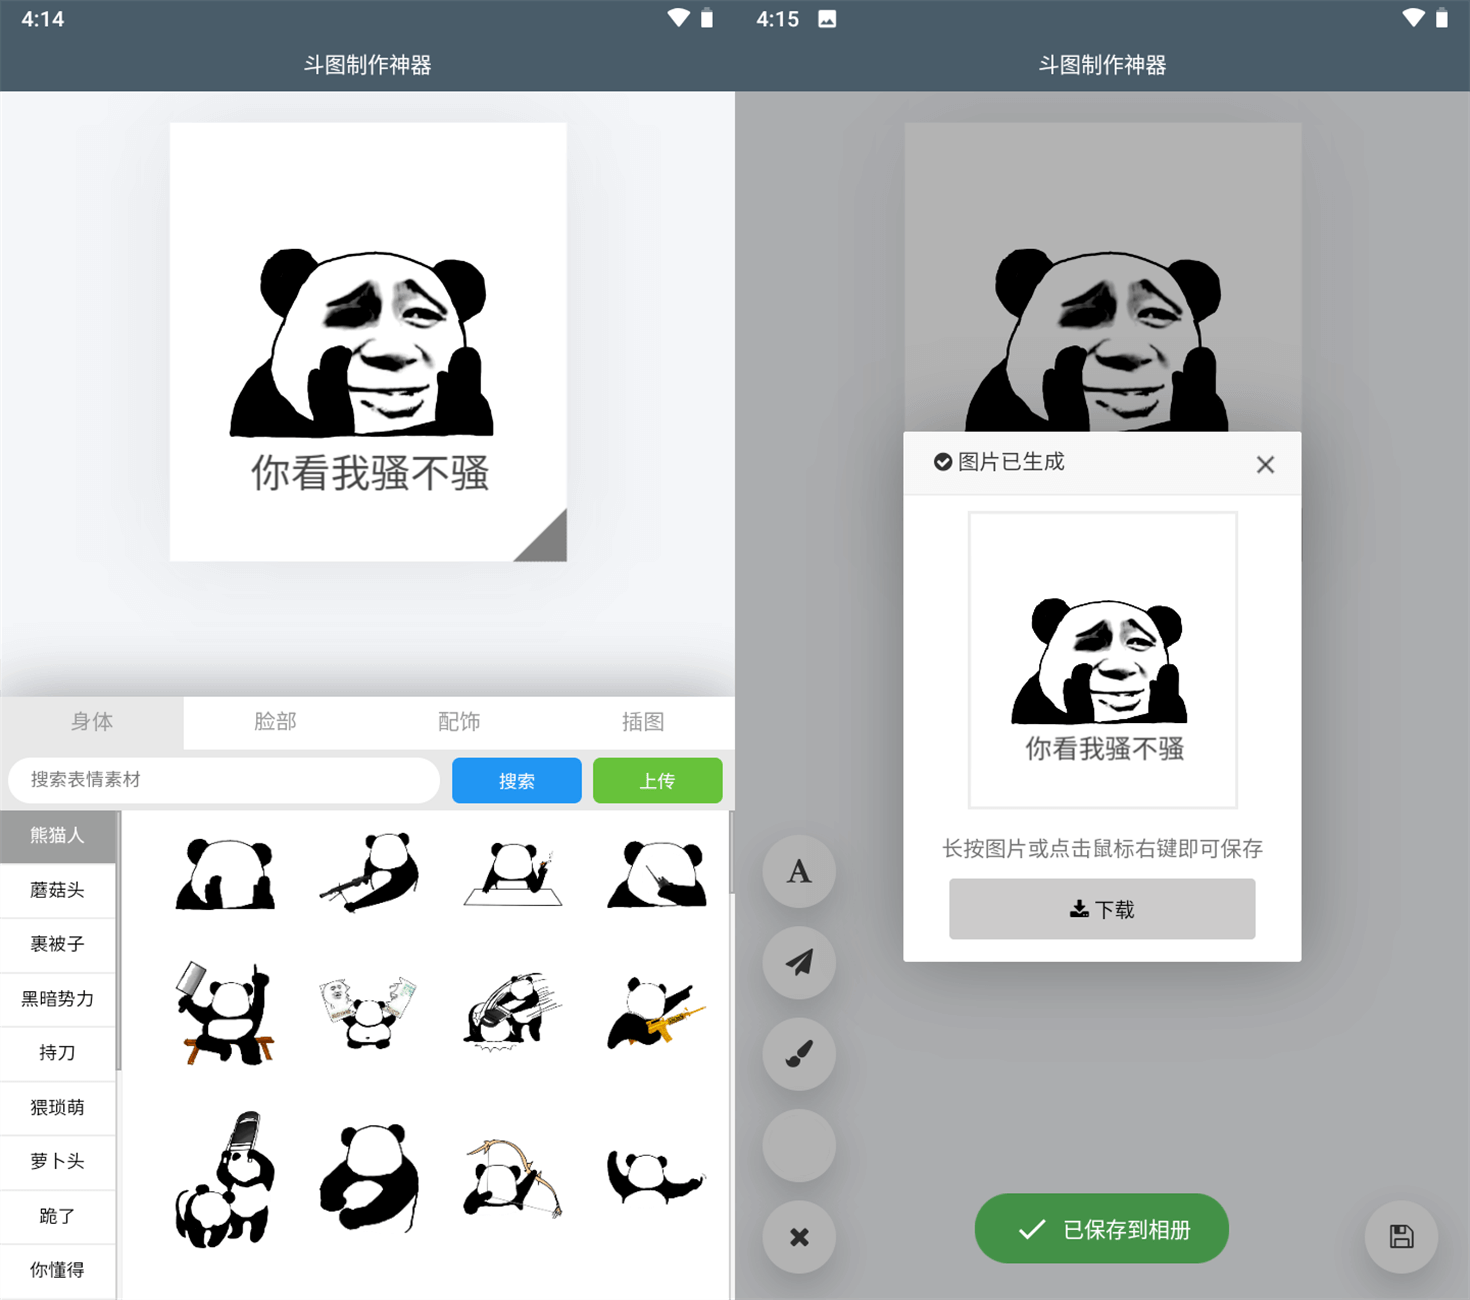 4:14
斗图制作神器
你看我骚不骚
身体
脸部
配饰
插图
搜索表情素材
搜索
上传
熊猫人
蘑菇头
裹被子
黑暗势力
持刀
猥琐萌
萝卜头
跪了
你懂得
4:15
斗图制作神器
图片已生成
你看我骚不骚
长按图片或点击鼠标右键即可保存
下载
A
已保存到相册